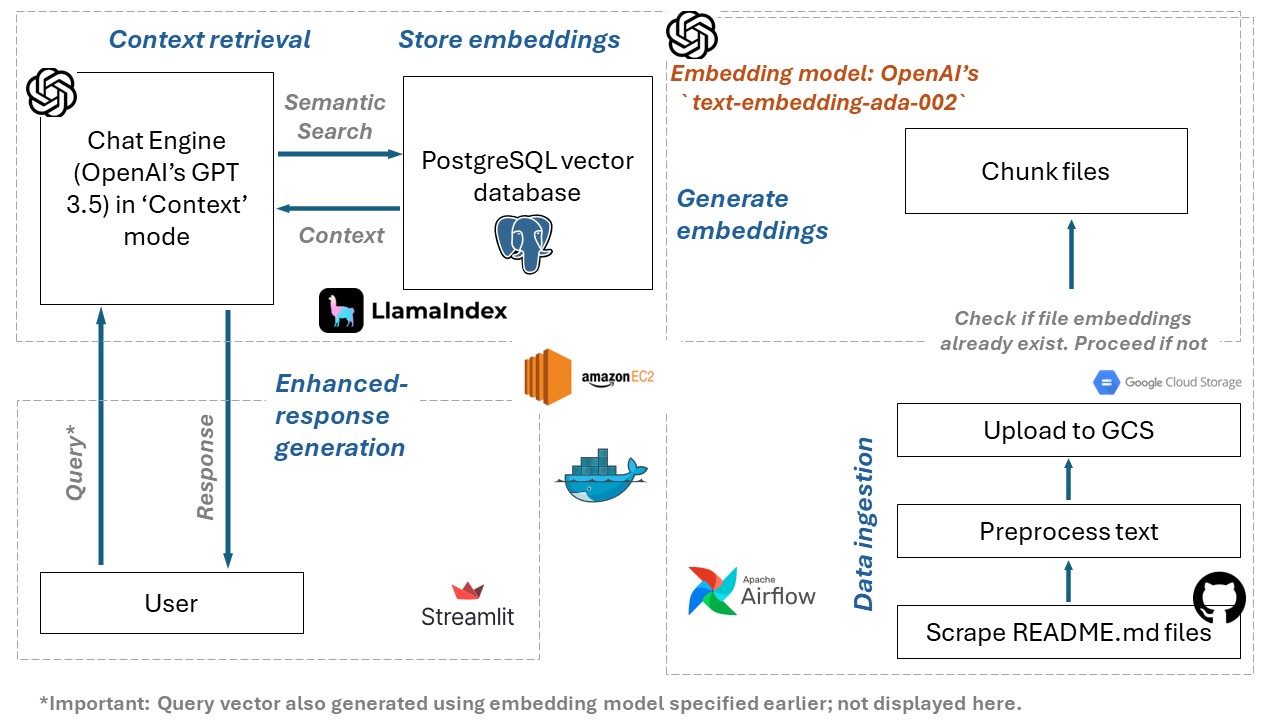 Context retrieval
Store embeddings
Embedding model: OpenAI’s
`text-embedding-ada-002`
Chat Engine
(OpenAI’s GPT
3.5) in ‘Context’
mode
Semantic
Search
Context
PostgreSQL vector
database
LlamaIndex
Generate
embeddings
Chunk files
Check if file embeddings
already exist. Proceed if not
Google Cloud Storage
Enhanced-
response
generation
amazon EC2
Query*
Response
User
Streamlit
Data ingestion
Upload to GCS
Preprocess text
Scrape README.md files
Apache
Airflow
*Important: Query vector also generated using embedding model specified earlier; not displayed here.